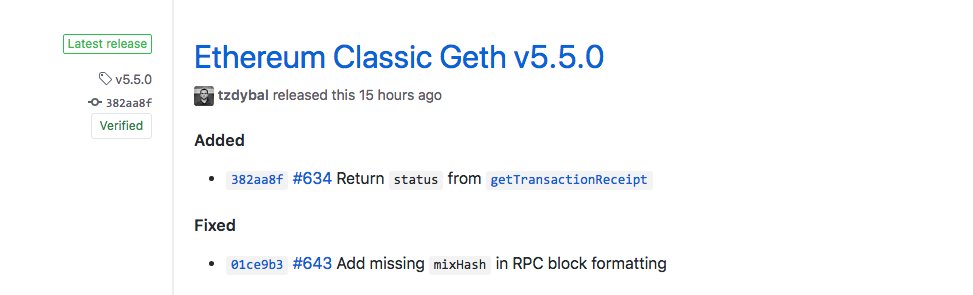 Latest release
v5.5.0
382aa8f
Verified
Ethereum Classic Geth v5.5.0
tzdybal released this 15 hours ago
Added
382aa8f #634 Return status from getTransactionReceipt
Fixed
01ce9b3 #643 Add missing mixHash in RPC block formatting